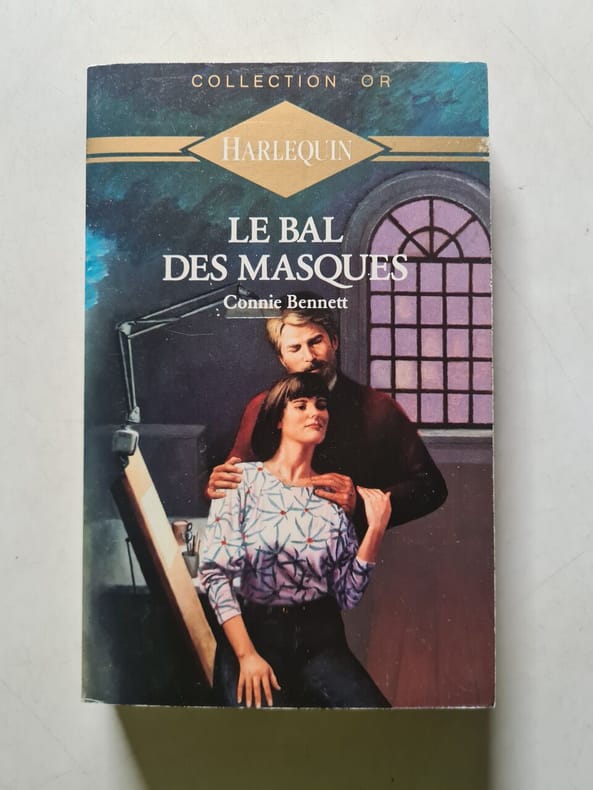 COLLECTION OR
HARLEQUIN
LE BAL
DES MASQUES
Connie Bennett